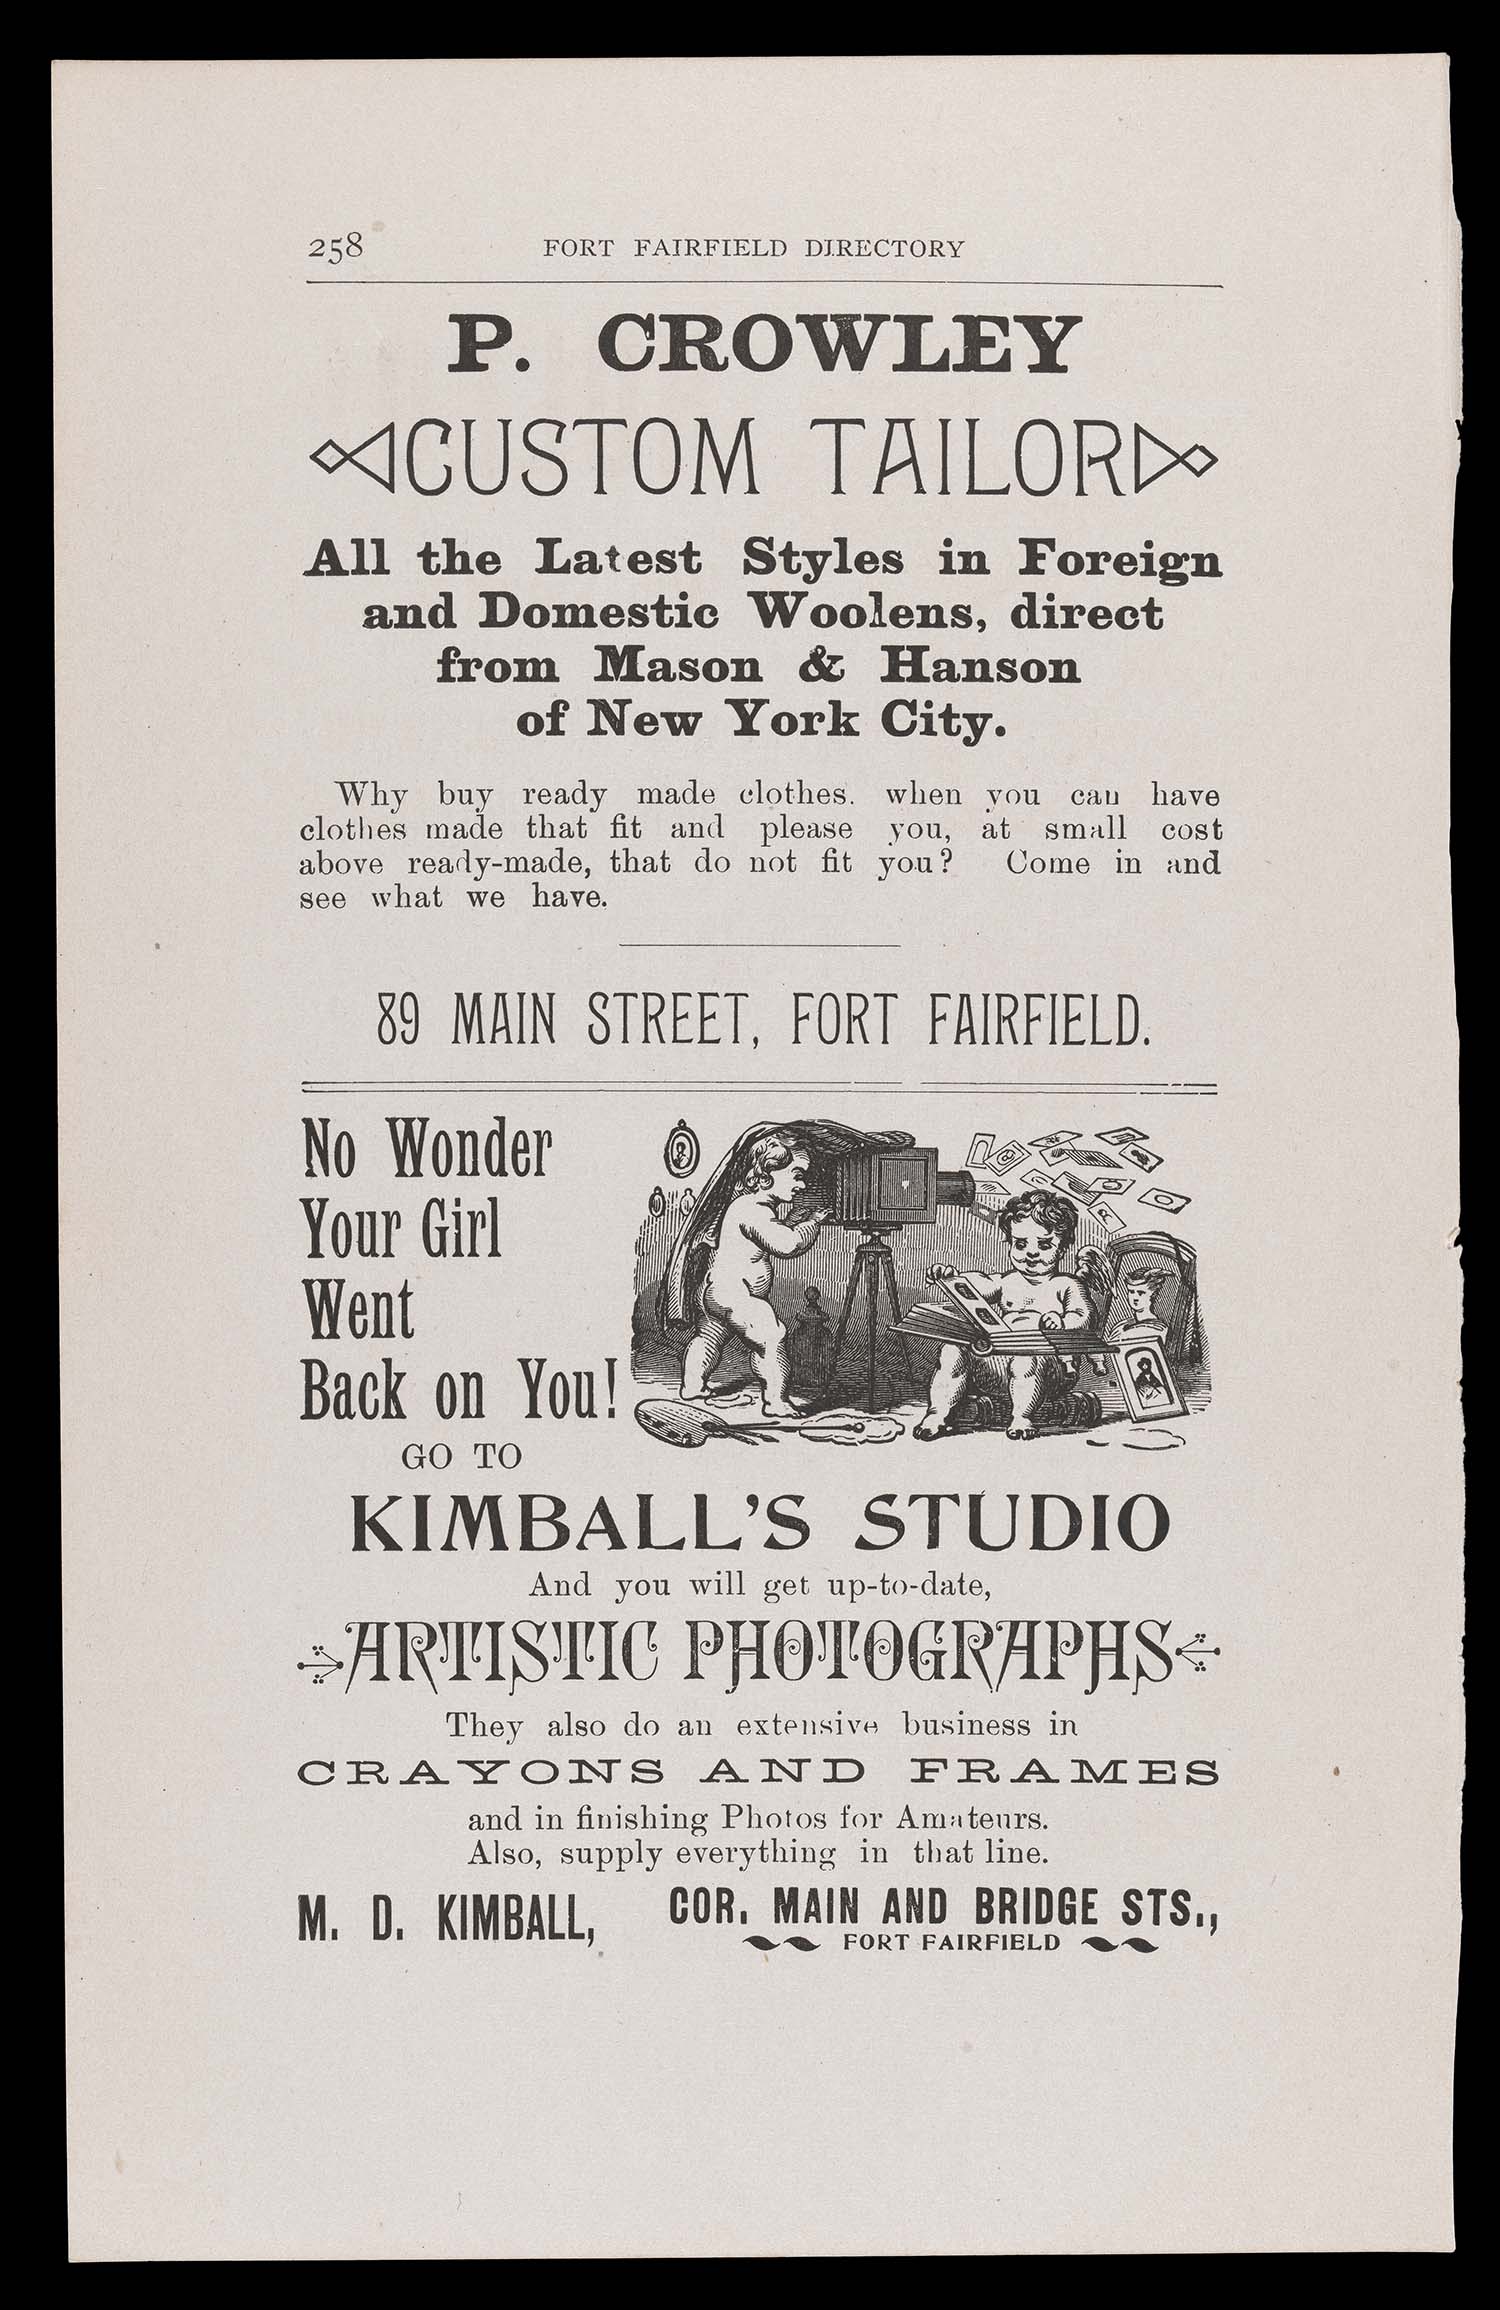 258 FORT FAIRFIELD DIRECTORY
P. CROWLEY
CUSTOM TAILOR
All the Latest Styles in Foreign
and Domestic Woolens, direct
from Mason & Hanson
of New York City.
Why buy ready made clothes. when you can have
clothes made that fit and please you, at small cost
above ready-made, that do not fit you? Come in and
see what we have.
89 MAIN STREET, FORT FAIRFIELD.
No Wonder
Your Girl
Went
Back on You!
GO TO
KIMBALL'S STUDIO
And you will get up-to-date,
ARTISTIC PHOTOGRAPHS
They also do an extensive business in
CRAYONS AND FRAMES
and in finishing Photos for Amateurs.
Also, supply everything in that line.
M. D. KIMBALL, COR. MAIN AND BRIDGE STS.,
FORT FAIRFIELD